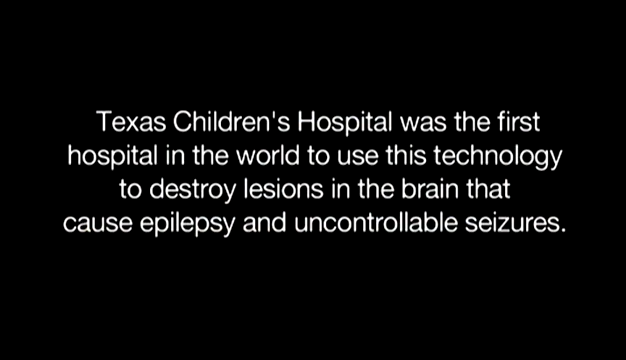 Texas Children's Hospital was the first
hospital in the world to use this technology
to destroy lesions in the brain that
cause epilepsy and uncontrollable seizures.